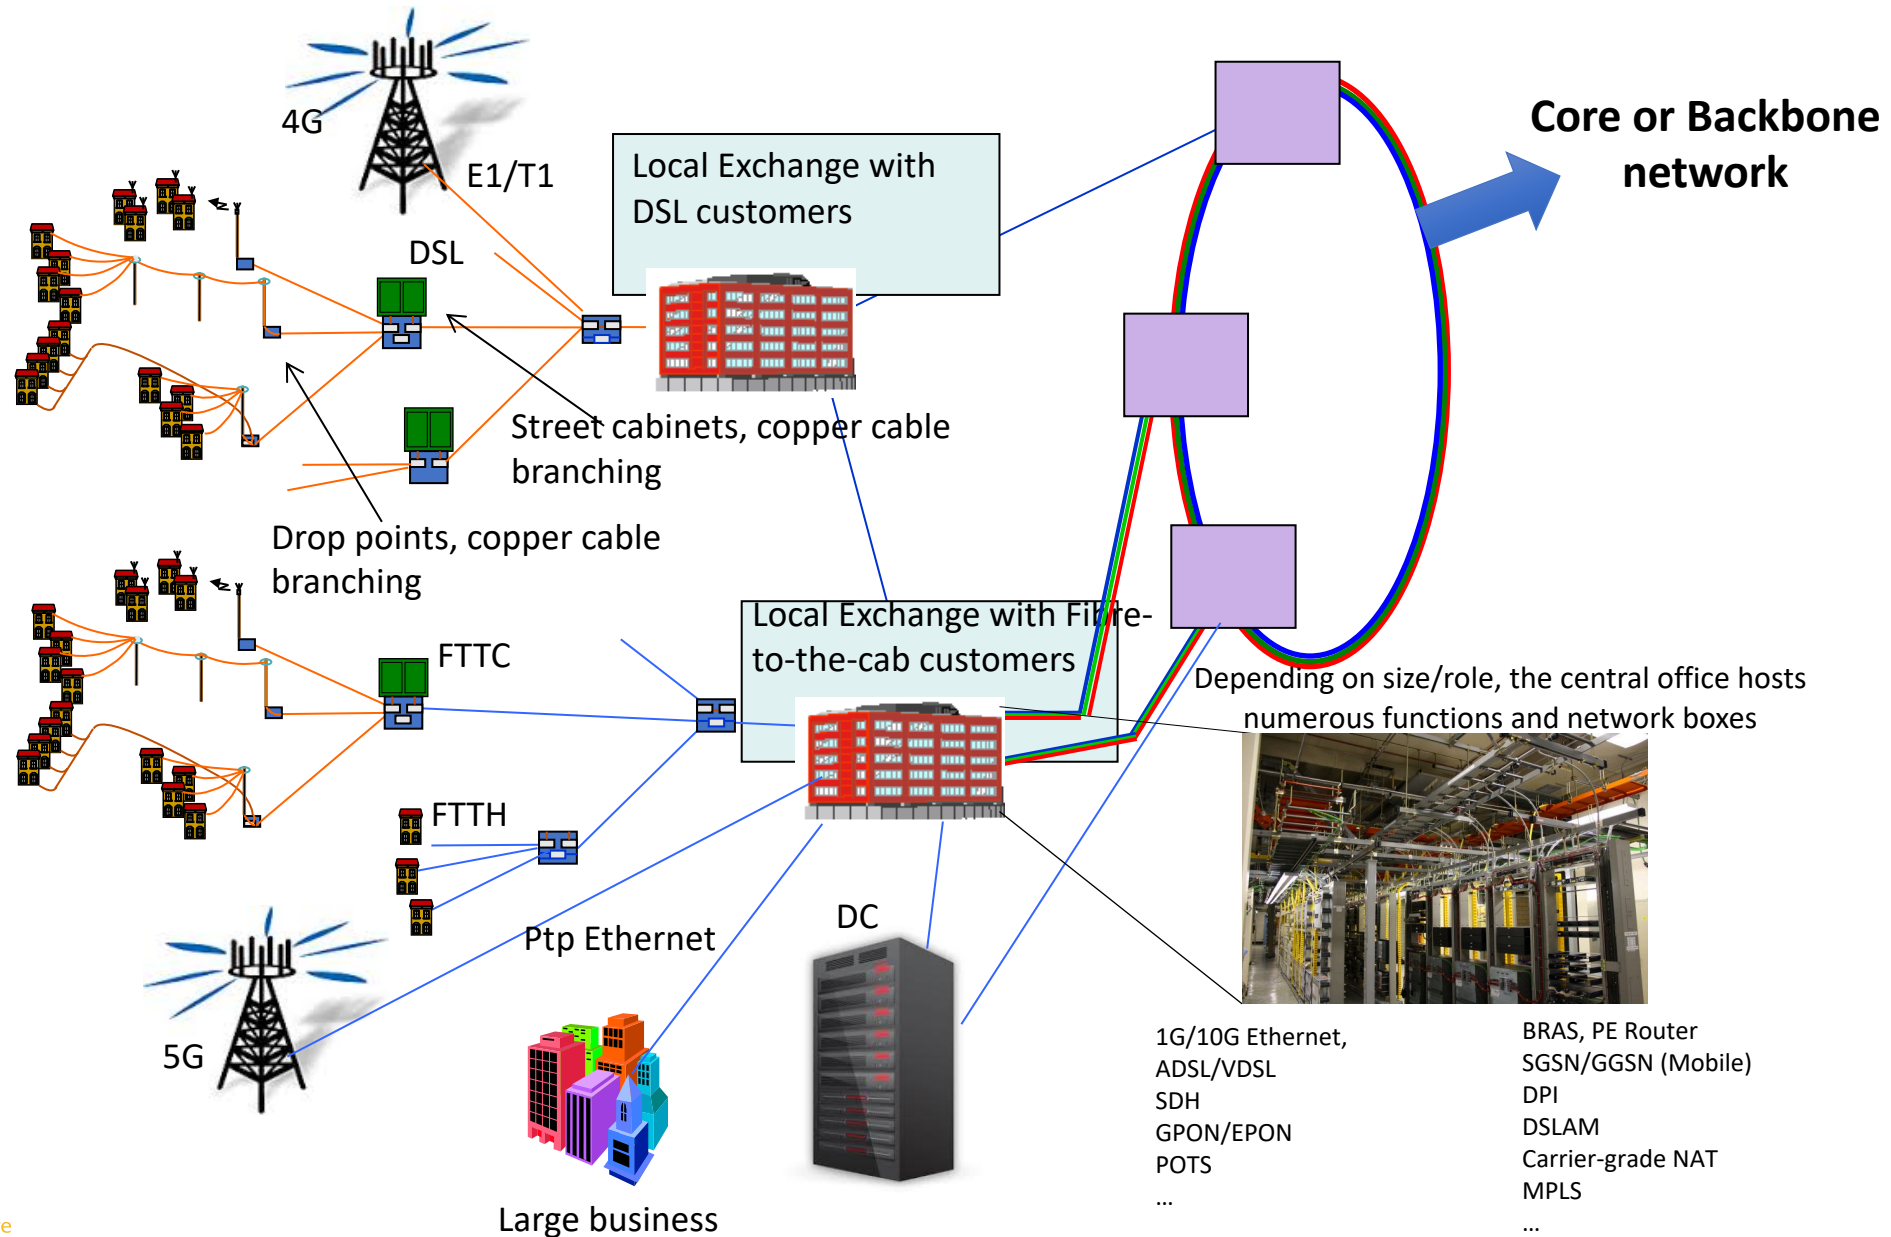 4G
E1/T1
Local Exchange with
DSL customers
Core or Backbone
network
DSL
Street cabinets, copper cable
branching
Drop points, copper cable
branching
Local Exchange with Fibre-
to-the-cab customers
FTTC
Depending on size/role, the central office hosts
numerous functions and network boxes
FTTH
Ptp Ethernet
DC
5G
Large business
1G/10G Ethernet,
ADSL/VDSL
SDH
GPON/EPON
POTS
...
BRAS, PE Router
SGSN/GGSN (Mobile)
DPI
DSLAM
Carrier-grade NAT
MPLS
...